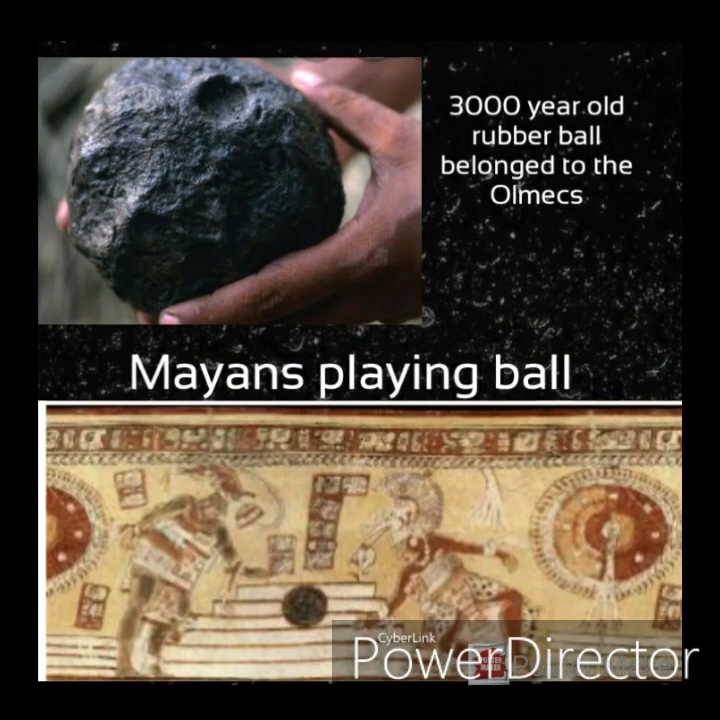 3000 year old
rubber ball
belonged to the
Olmecs
Mayans playing ball
CyberLink
PowerDirector